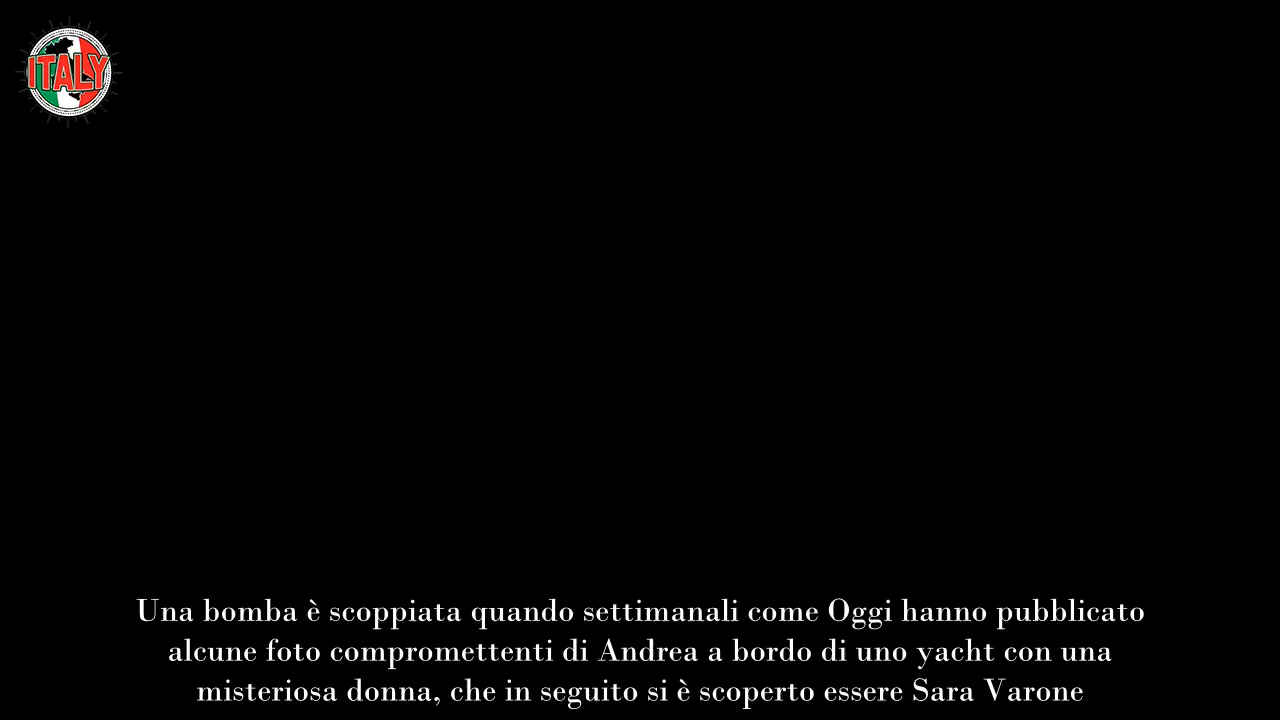 ITALY
Una bomba è scoppiata quando settimanali come Oggi hanno pubblicato
alcune foto compromettenti di Andrea a bordo di uno yacht con una
misteriosa donna, che in seguito si è scoperto essere Sara Varone